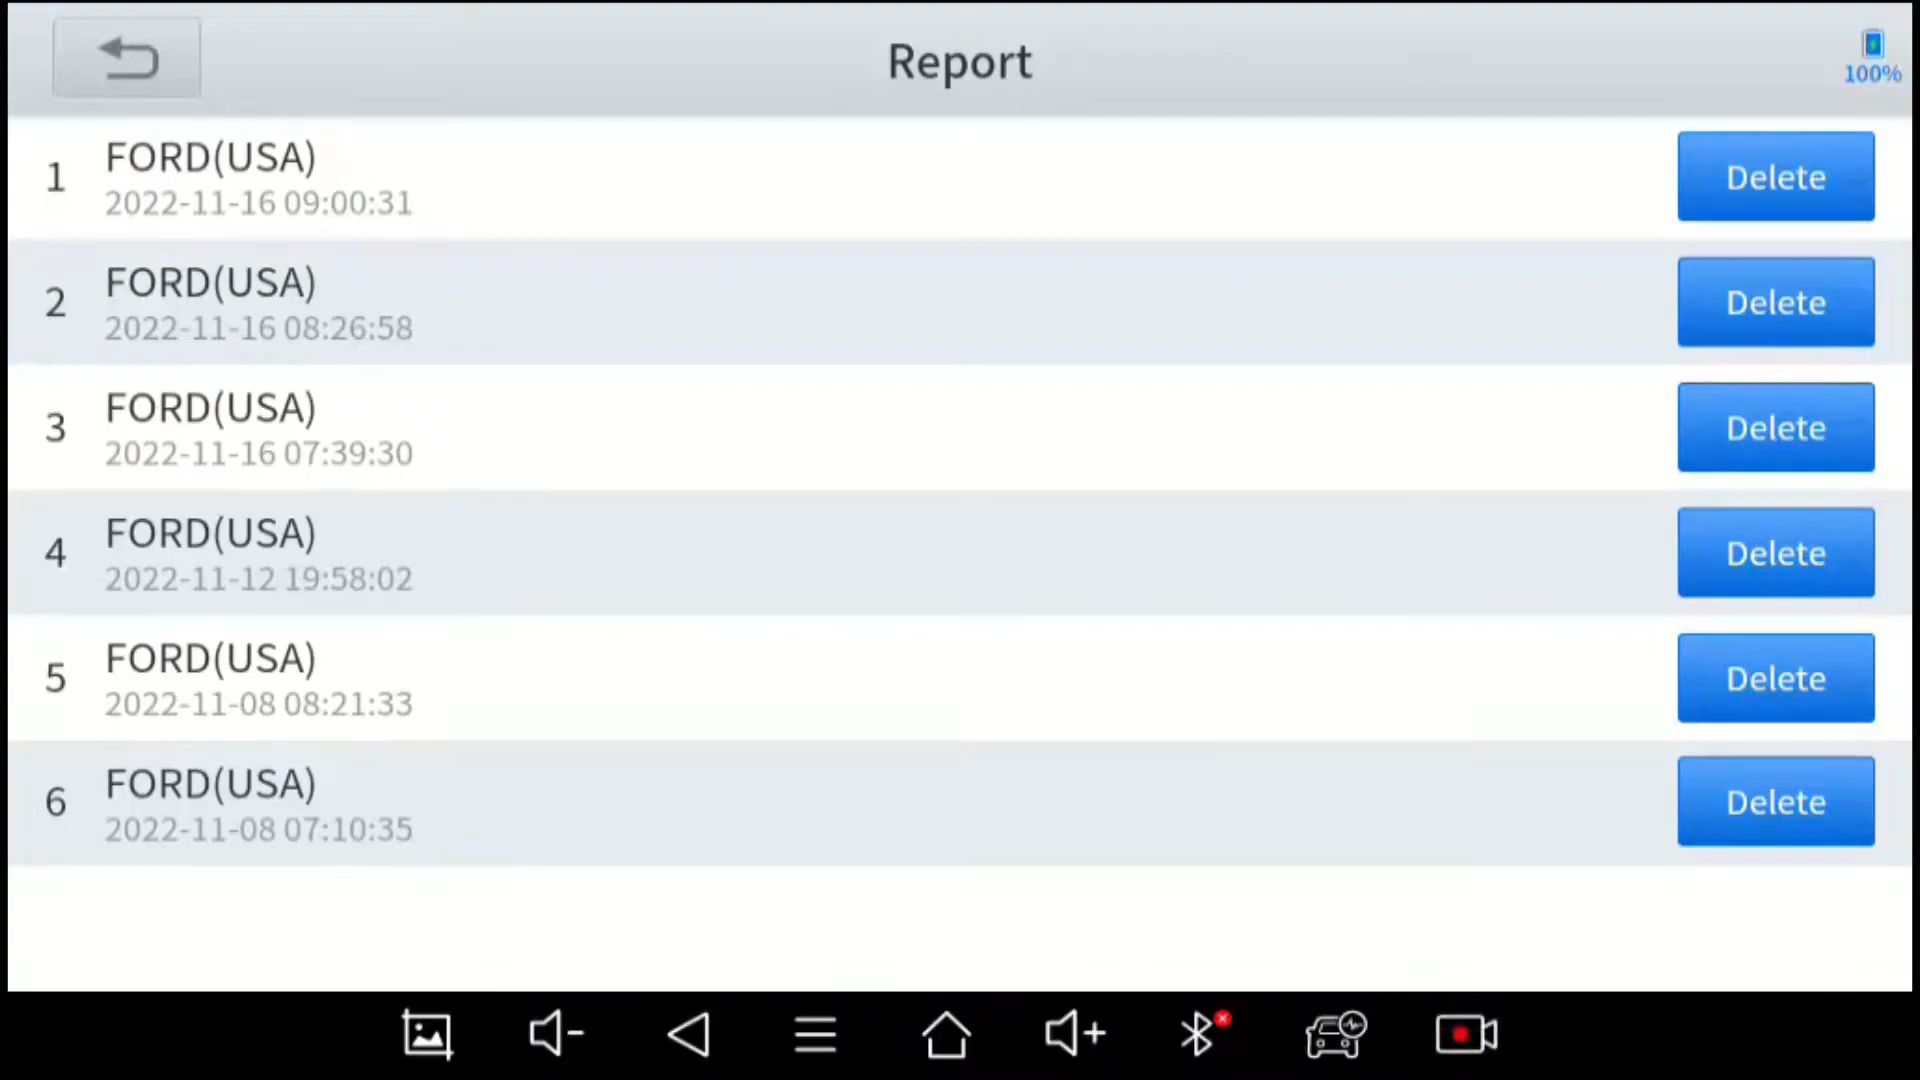 Report
100%
1
FORD(USA)
2022-11-16 09:00:31
Delete
2
FORD(USA)
2022-11-16 08:26:58
Delete
3
FORD(USA)
2022-11-16 07:39:30
Delete
4
FORD(USA)
2022-11-12 19:58:02
Delete
5
FORD(USA)
2022-11-08 08:21:33
Delete
6
FORD(USA)
2022-11-08 07:10:35
Delete